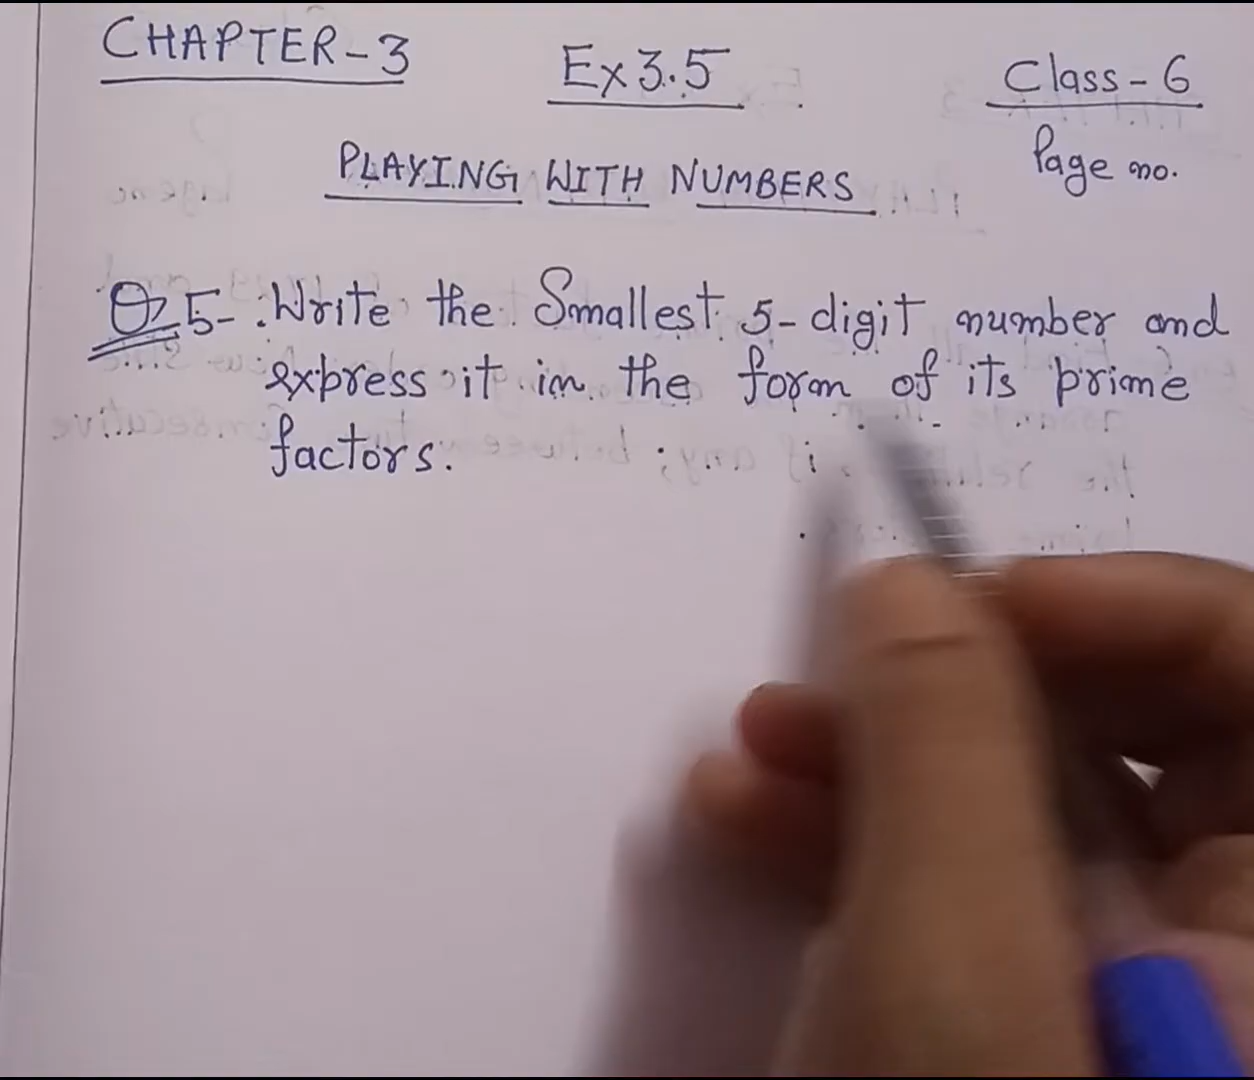 CHAPTER-3
Ex 3.5
Class-6
Page no.
PLAYING WITH NUMBERS
Q 5- Write the Smallest 5-digit number and
express it in the form of its prime
factors.